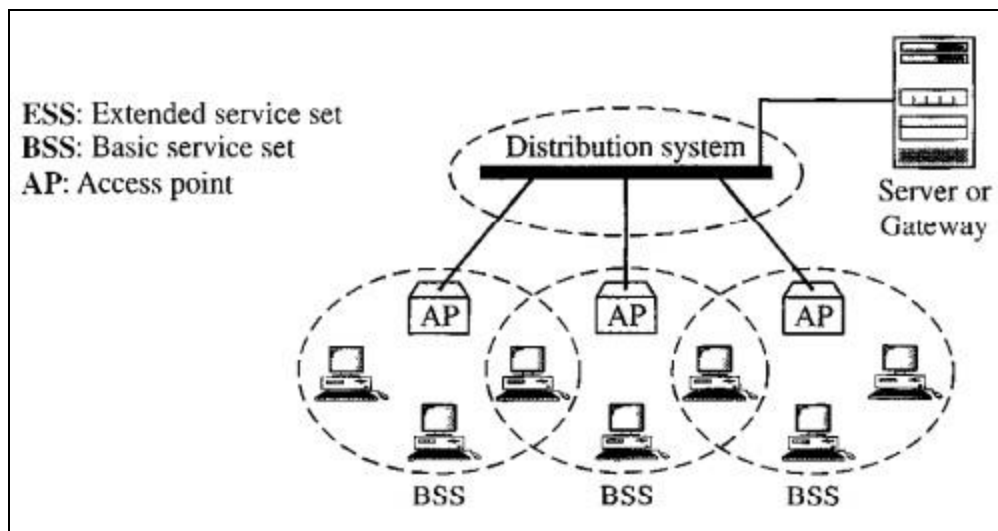 ESS: Extended service set
BSS: Basic service set
AP: Access point
Distribution system
Server or
Gateway
AP
AP
AP
BSS
BSS
BSS